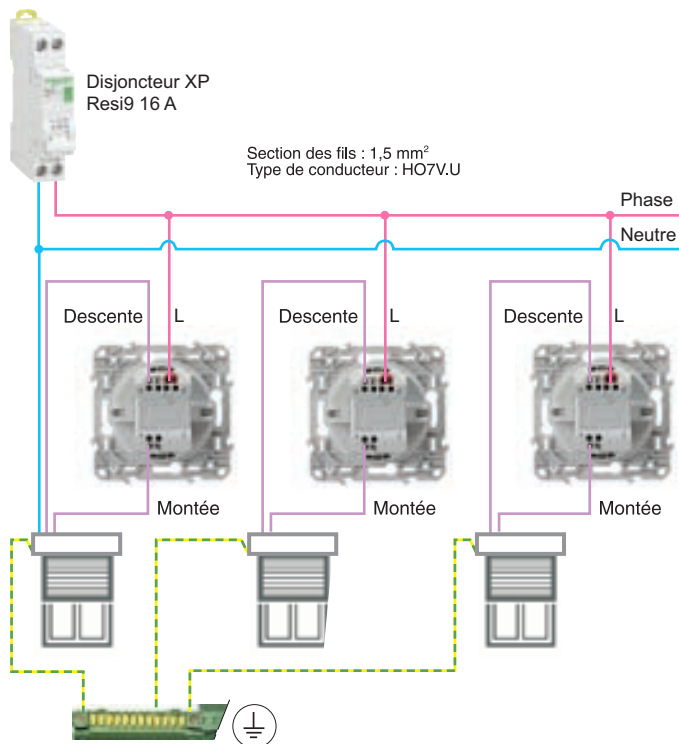 Disjoncteur XP
Resi9 16 A
Section des fils : 1,5 mm²
Type de conducteur : HO7V.U
Phase
Neutre
Descente L
Descente L
Descente L
Montée
Montée
Montée